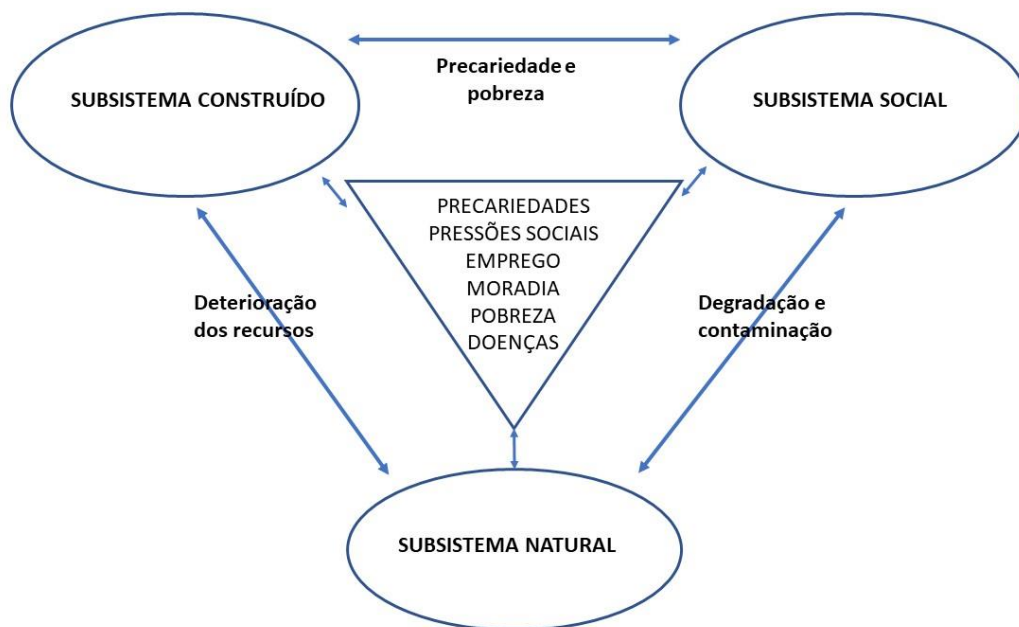 Precariedade e
pobreza
SUBSISTEMA CONSTRUÍDO
SUBSISTEMA SOCIAL
PRECARIEDADES
PRESSÕES SOCIAIS
EMPREGO
MORADIA
POBREZA
DOENÇAS
Deterioração
dos recursos
Degradação e
contaminação
SUBSISTEMA NATURAL